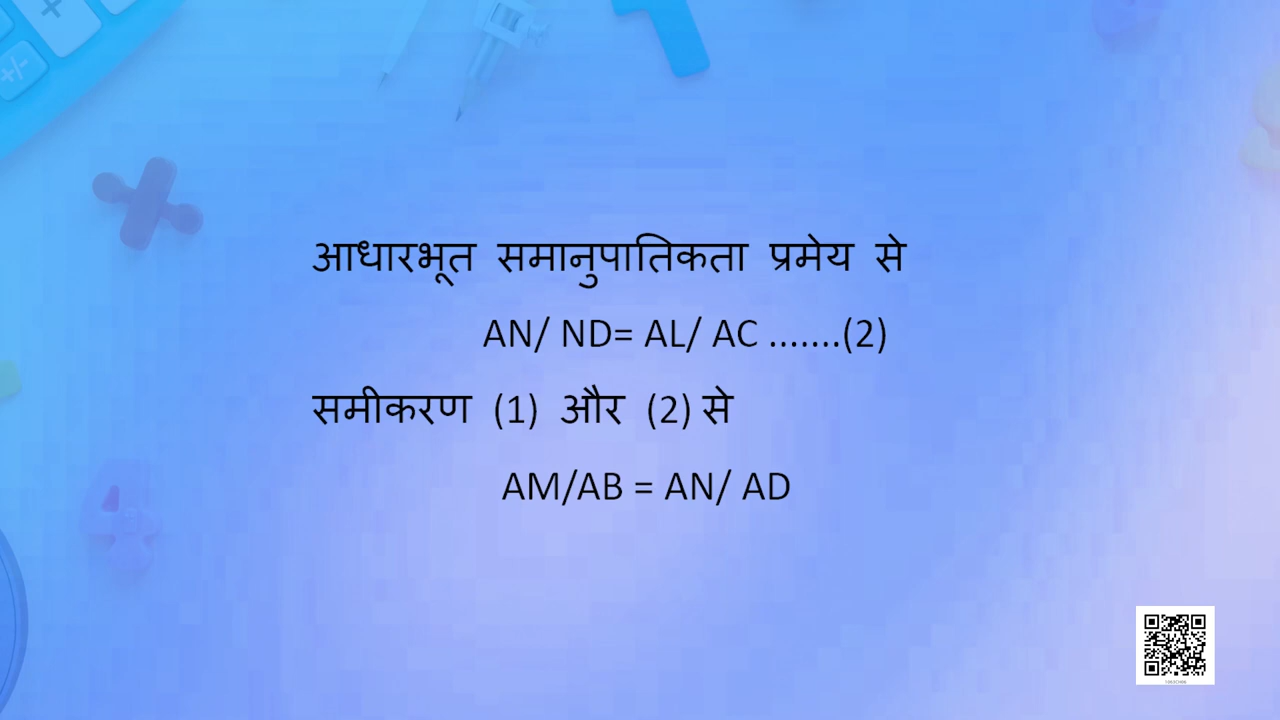 आधारभूत समानुपातिकता प्रमेय से
AN/ ND= AL/ AC .......(2)
समीकरण (1) और (2) से
AM/AB = AN/ AD